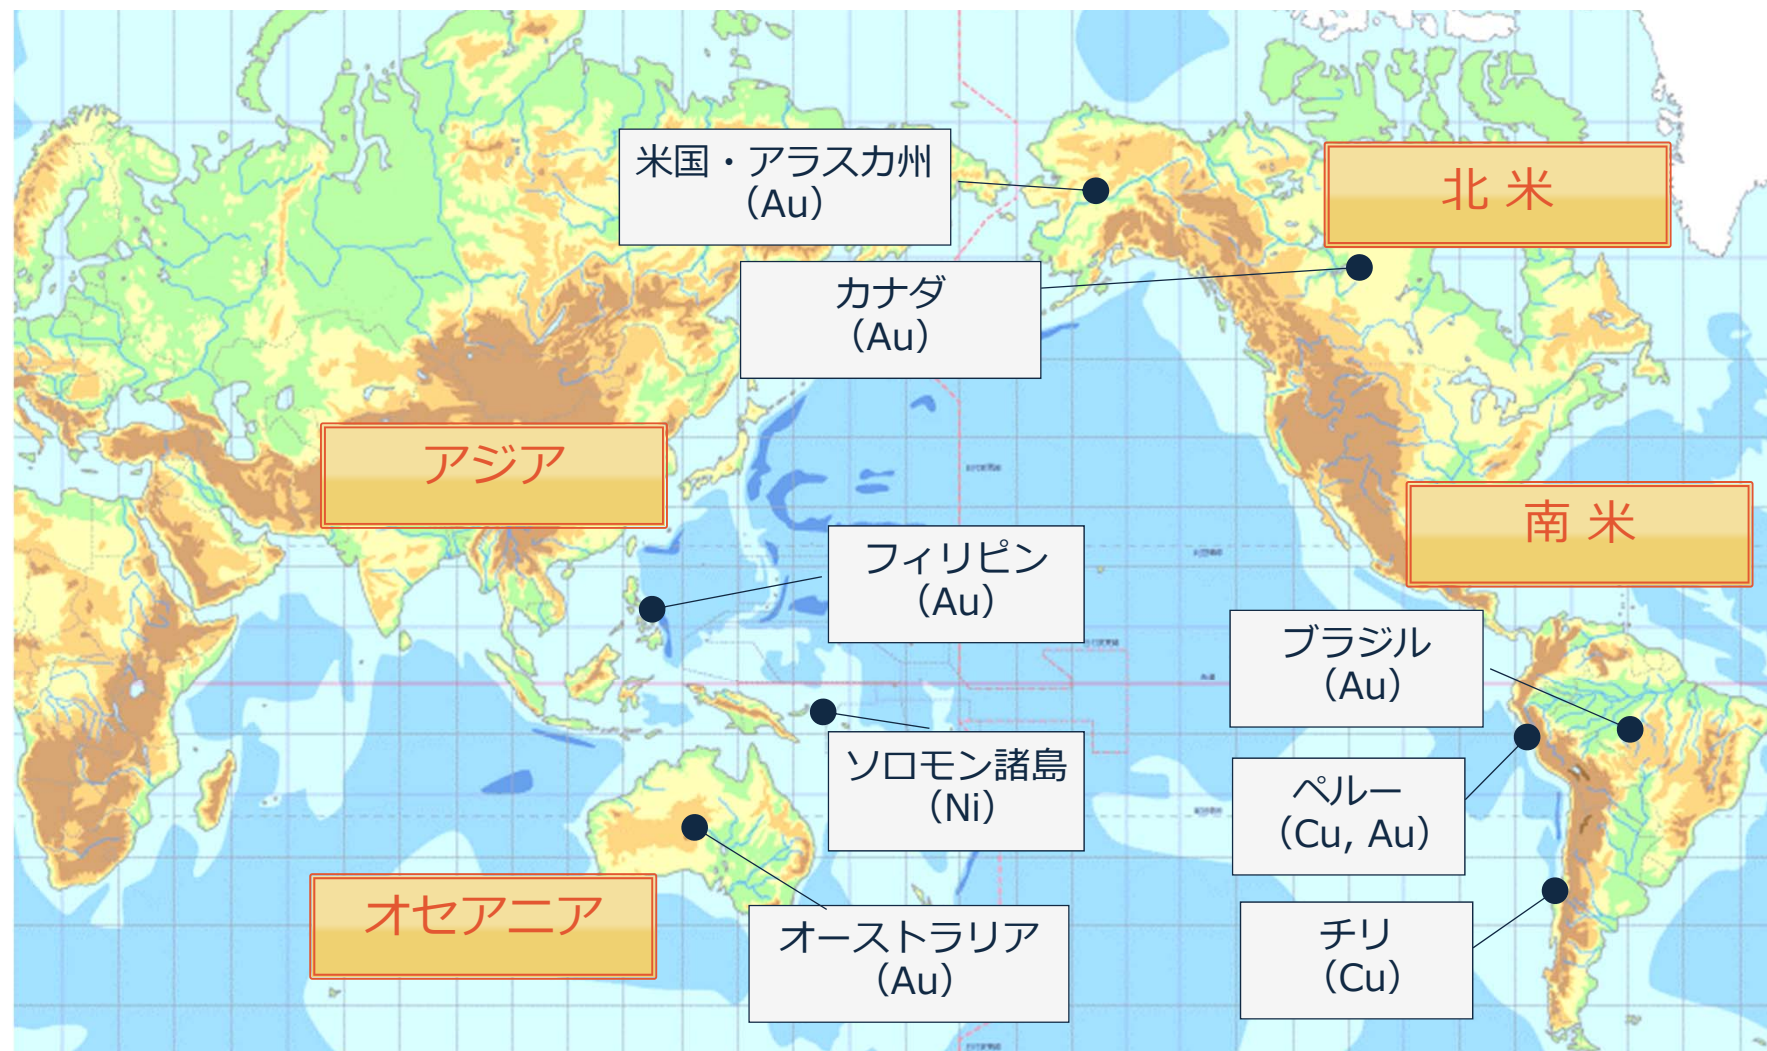 米国・アラスカ州
（Au）
北 米
カナダ
（Au）
アジア
南 米
フィリピン
（Au）
ブラジル
（Au）
ソロモン諸島
（Ni）
ペルー
（Cu, Au）
オセアニア
オーストラリア
（Au）
チリ
（Cu）